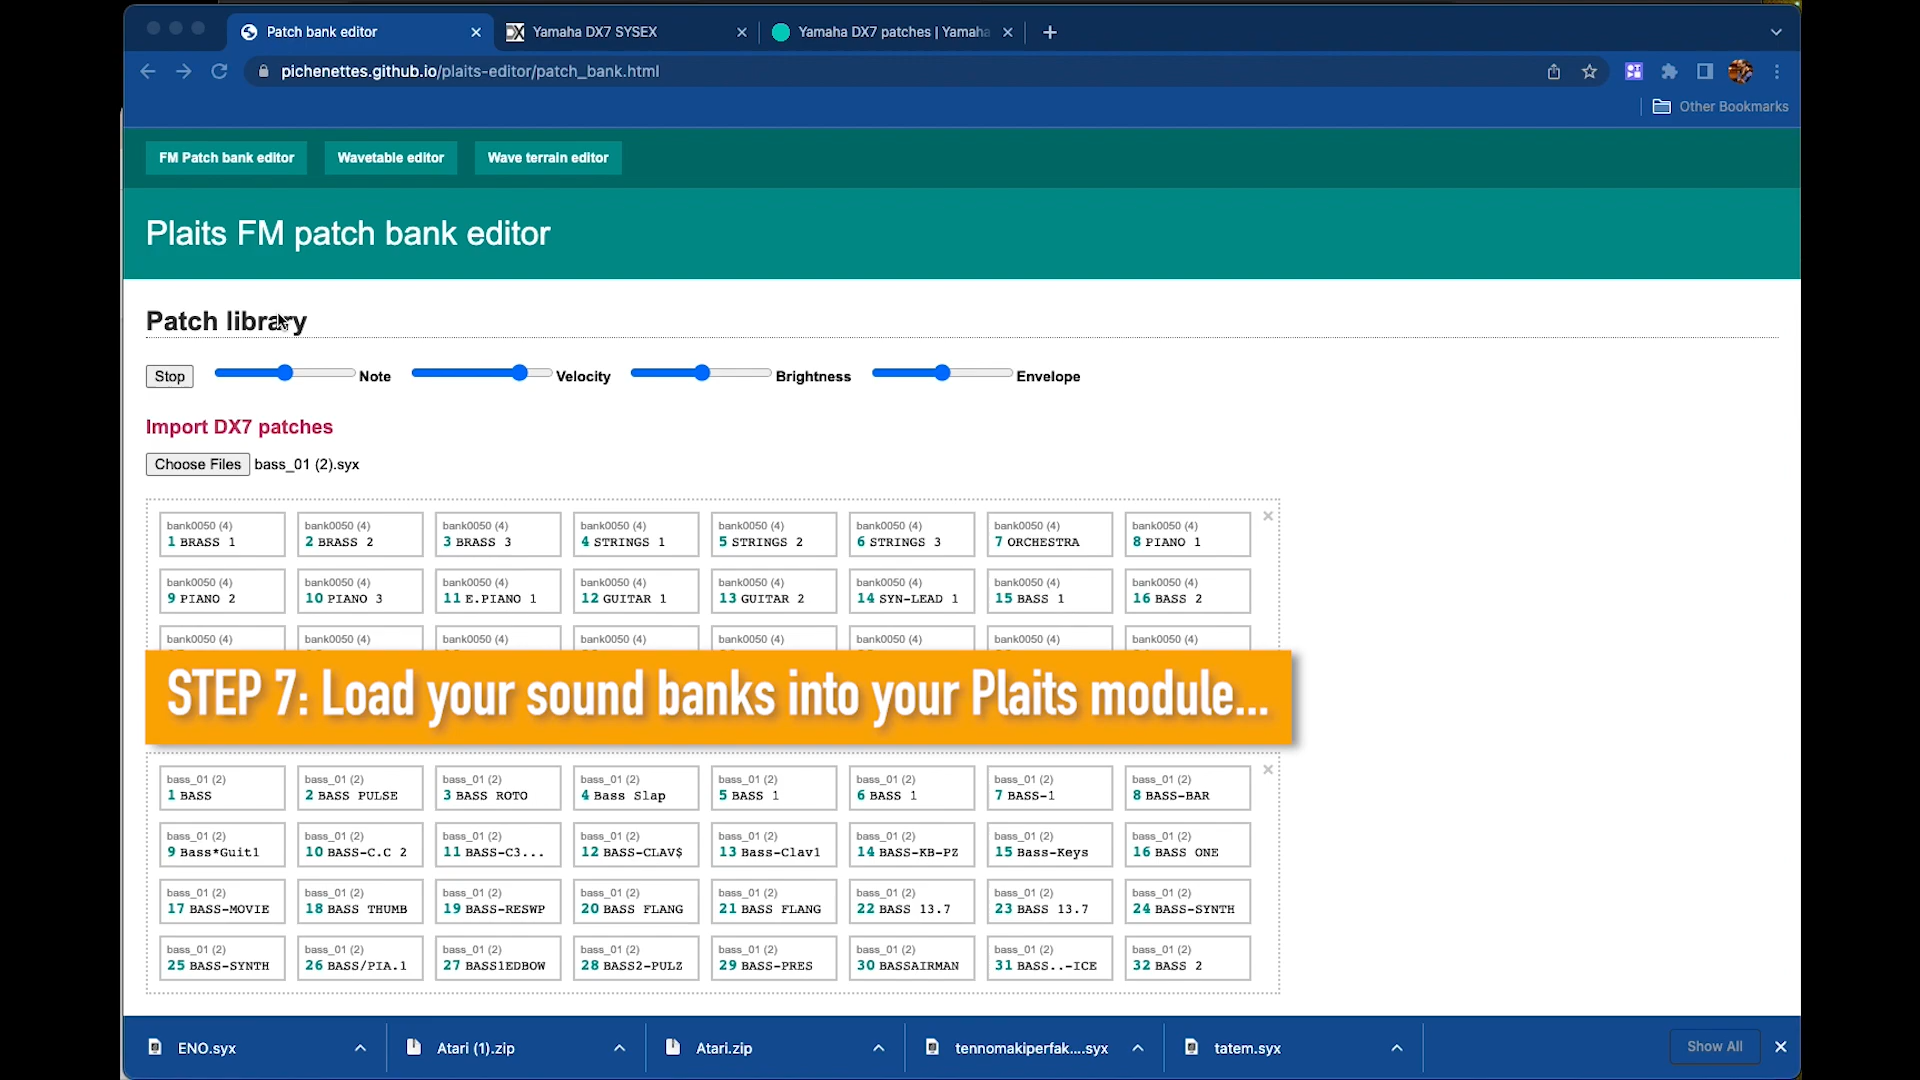 Patch bank editor
Yamaha DX7 SYSEX
Yamaha DX7 patches | Yamaha
pichenettes.github.io/plaits-editor/patch_bank.html
Other Bookmarks
FM Patch bank editor
Wavetable editor
Wave terrain editor
Plaits FM patch bank editor
Patch library
Stop
Note
Velocity
Brightness
Envelope
Import DX7 patches
Choose Files bass_01 (2).syx
bank0050 (4) bank0050 (4) bank0050 (4) bank0050 (4) bank0050 (4) bank0050 (4) bank0050 (4) bank0050 (4)
1 BRASS 1 2 BRASS 2 3 BRASS 3 4 STRINGS 1 5 STRINGS 2 6 STRINGS 3 7 ORCHESTRA 8 PIANO 1
bank0050 (4) bank0050 (4) bank0050 (4) bank0050 (4) bank0050 (4) bank0050 (4) bank0050 (4) bank0050 (4)
9 PIANO 2 10 PIANO 3 11 E.PIANO 1 12 GUITAR 1 13 GUITAR 2 14 SYN-LEAD 1 15 BASS 1 16 BASS 2
bank0050 (4) bank0050 (4) bank0050 (4) bank0050 (4) bank0050 (4) bank0050 (4) bank0050 (4) bank0050 (4)
STEP 7: Load your sound banks into your Plaits module...
bass_01 (2) bass_01 (2) bass_01 (2) bass_01 (2) bass_01 (2) bass_01 (2) bass_01 (2) bass_01 (2)
1 BASS 2 BASS PULSE 3 BASS ROTO 4 Bass Slap 5 BASS 1 6 BASS 1 7 BASS-1 8 BASS-BAR
bass_01 (2) bass_01 (2) bass_01 (2) bass_01 (2) bass_01 (2) bass_01 (2) bass_01 (2) bass_01 (2)
9 Bass*Guit1 10 BASS-C.C 2 11 BASS-C3... 12 BASS-CLAV$ 13 Bass-Clav1 14 BASS-KB-PZ 15 Bass-Keys 16 BASS ONE
bass_01 (2) bass_01 (2) bass_01 (2) bass_01 (2) bass_01 (2) bass_01 (2) bass_01 (2) bass_01 (2)
17 BASS-MOVIE 18 BASS THUMB 19 BASS-RESWP 20 BASS FLANG 21 BASS FLANG 22 BASS 13.7 23 BASS 13.7 24 BASS-SYNTH
bass_01 (2) bass_01 (2) bass_01 (2) bass_01 (2) bass_01 (2) bass_01 (2) bass_01 (2) bass_01 (2)
25 BASS-SYNTH 26 BASS/PIA.1 27 BASS1EDBOW 28 BASS2-PULZ 29 BASS-PRES 30 BASSAIRMAN 31 BASS..-ICE 32 BASS 2
ENO.syx
Atari (1).zip
Atari.zip
tennomakiperfak....syx
tatem.syx
Show All